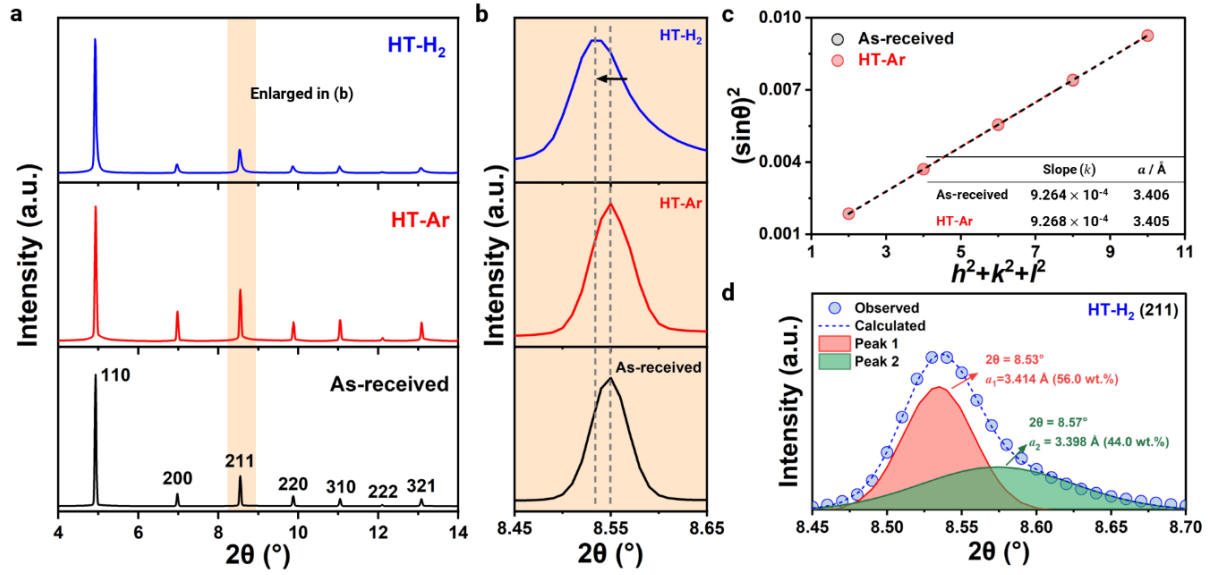 a
Intensity (a.u.)
HT-H₂
Enlarged in (b)
HT-Ar
As-received
110
200
211
220
310
222
321
4 6 8 10 12 14
2θ (°)
b
Intensity (a.u.)
HT-H₂
HT-Ar
As-received
8.45 8.55 8.65
2θ (°)
c
(sinθ)²
0.010
0.007
0.004
0.001
As-received
HT-Ar
Slope (k) a / Å
As-received 9.264 × 10⁻⁴ 3.406
HT-Ar 9.268 × 10⁻⁴ 3.405
1 3 5 7 9 11
h²+k²+l²
d
Intensity (a.u.)
Observed
Calculated
Peak 1
Peak 2
HT-H₂ (211)
2θ = 8.53°
a₁=3.414 Å (56.0 wt.%)
2θ = 8.57°
a₂ = 3.398 Å (44.0 wt.%)
8.45 8.50 8.55 8.60 8.65 8.70
2θ (°)